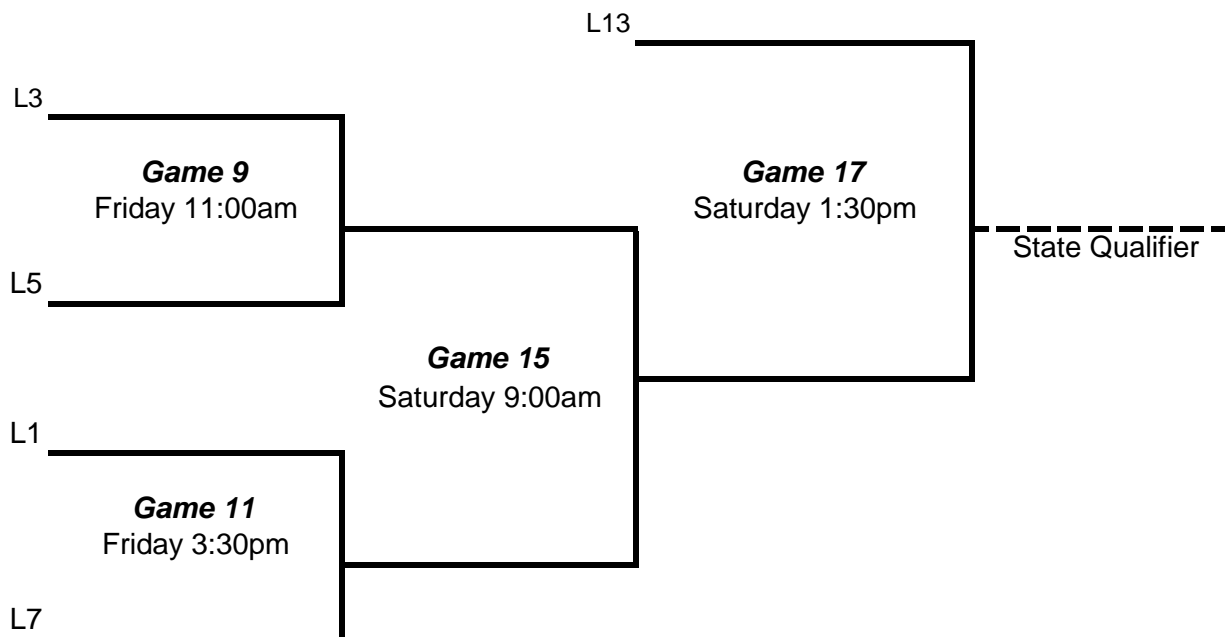 L13
L3
Game 9
Friday 11:00am
Game 17
Saturday 1:30pm
State Qualifier
L5
Game 15
Saturday 9:00am
L1
Game 11
Friday 3:30pm
L7